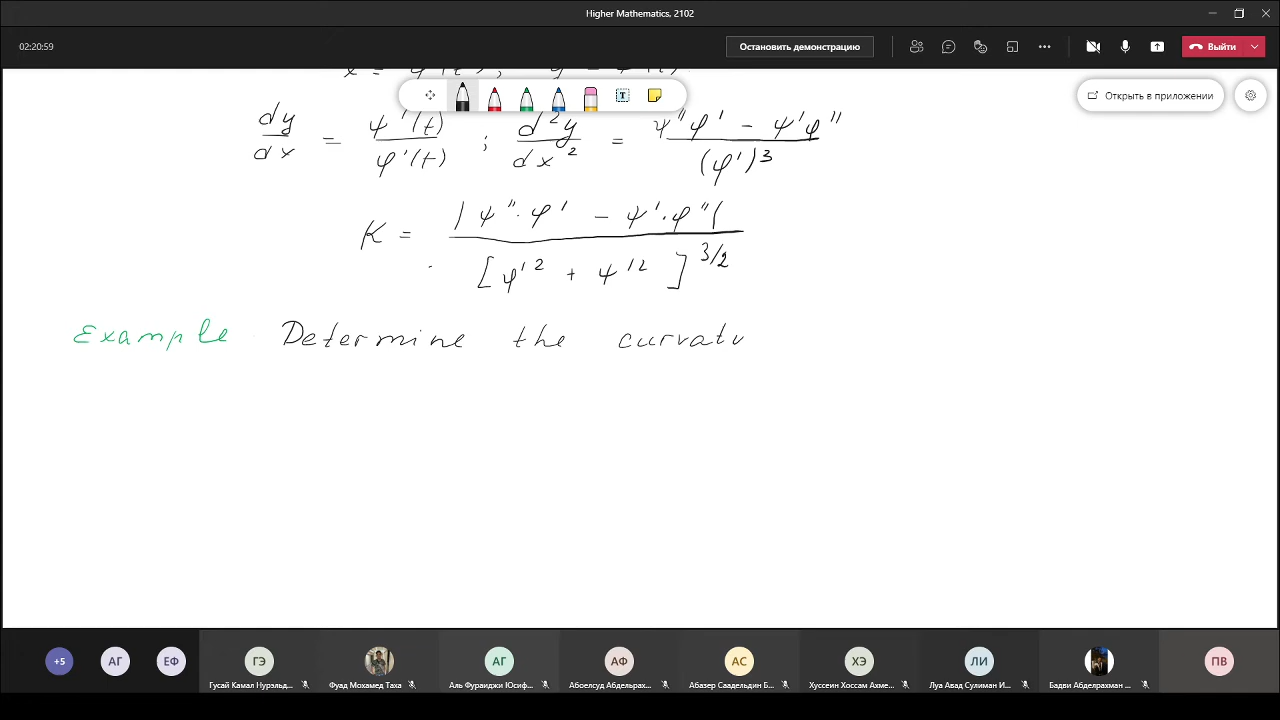 Higher Mathematics, 2102
02:20:59
Остановить демонстрацию
Выйти
Открыть в приложении
dy/dx = ψ'(t)/φ'(t) ; d²y/dx² = ψ''φ' - ψ'φ''/(φ')³
K = |ψ''·φ' - ψ'·φ''|/[φ'² + ψ'²]^3/2
Example Determine the curvatu
+5
АГ
ЕФ
ГЭ
АГ
АФ
АС
ХЭ
ЛИ
ПВ
Гусай Камал Нурэльд...
Фуад Мохамед Таха
Аль Фураиджи Юсиф...
Абоелсуд Абдельрах...
Абазер Саадельдин Б...
Хуссеин Хоссам Ахме...
Луа Авад Сулиман И...
Бадви Абделрахман ...